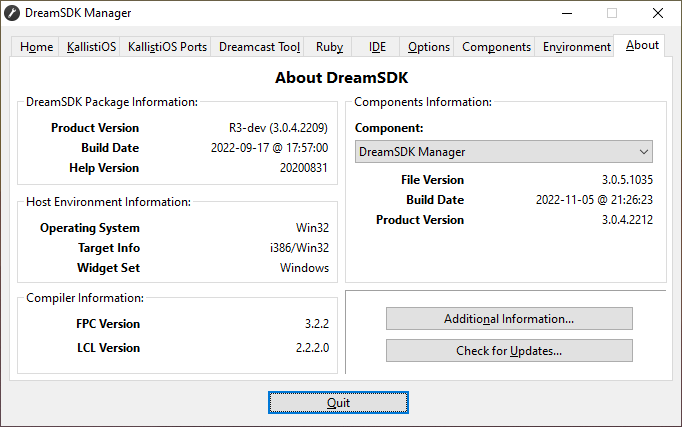 DreamSDK Manager
Home KallistiOS KallistiOS Ports Dreamcast Tool Ruby IDE Options Components Environment About
About DreamSDK
DreamSDK Package Information:
Product Version R3-dev (3.0.4.2209)
Build Date 2022-09-17 @ 17:57:00
Help Version 20200831
Host Environment Information:
Operating System Win32
Target Info i386/Win32
Widget Set Windows
Compiler Information:
FPC Version 3.2.2
LCL Version 2.2.2.0
Components Information:
Component:
DreamSDK Manager
File Version 3.0.5.1035
Build Date 2022-11-05 @ 21:26:23
Product Version 3.0.4.2212
Additional Information...
Check for Updates...
Quit